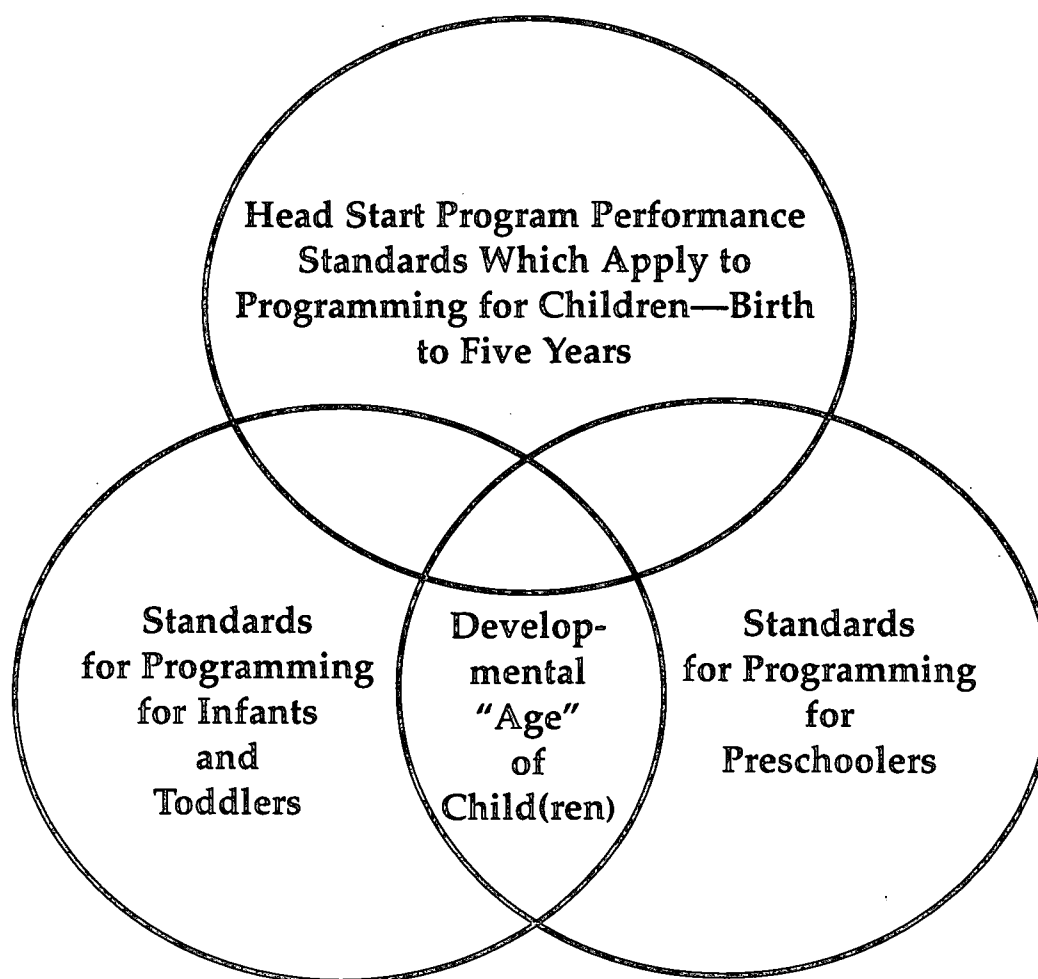 Head Start Program Performance
Standards Which Apply to
Programming for Children—Birth
to Five Years
Standards
for Programming
for Infants
and
Toddlers
Develop-
mental
“Age”
of
Child(ren)
Standards
for Programming
for
Preschoolers